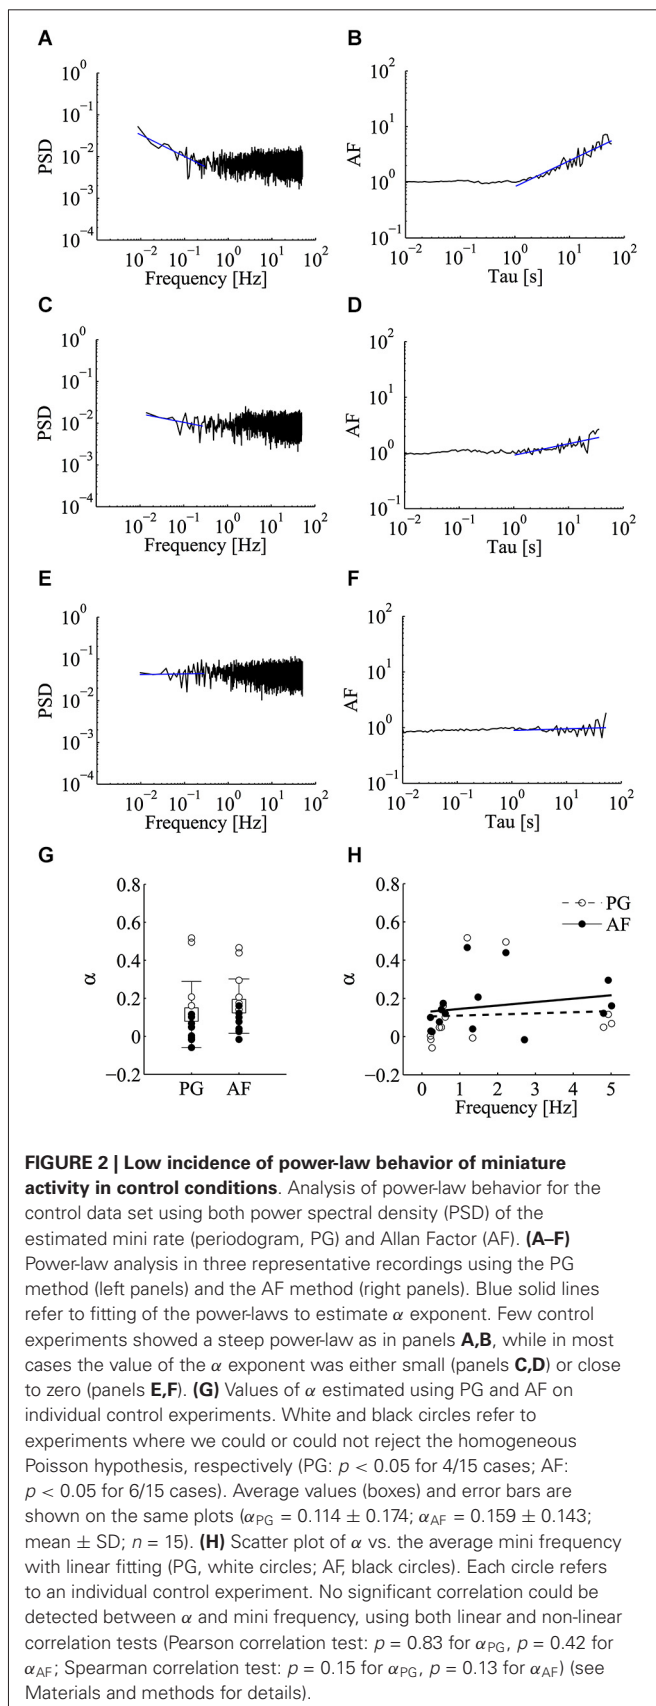 A
B
10^0
10^-1
10^-2
10^-3
10^-4
PSD
10^-2 10^-1 10^0 10^1 10^2
Frequency [Hz]
10^2
10^1
10^0
10^-1
AF
10^-2 10^-1 10^0 10^1 10^2
Tau [s]
C
D
10^0
10^-1
10^-2
10^-3
10^-4
PSD
10^-2 10^-1 10^0 10^1 10^2
Frequency [Hz]
10^2
10^1
10^0
10^-1
AF
10^-2 10^-1 10^0 10^1 10^2
Tau [s]
E
F
10^0
10^-1
10^-2
10^-3
10^-4
PSD
10^-2 10^-1 10^0 10^1 10^2
Frequency [Hz]
10^2
10^1
10^0
10^-1
AF
10^-2 10^-1 10^0 10^1 10^2
Tau [s]
G
H
0.8
0.6
0.4
0.2
0
−0.2
α
PG AF
0.8
0.6
0.4
0.2
0
−0.2
α
PG
AF
0 1 2 3 4 5
Frequency [Hz]
FIGURE 2 | Low incidence of power-law behavior of miniature
activity in control conditions. Analysis of power-law behavior for the
control data set using both power spectral density (PSD) of the
estimated mini rate (periodogram, PG) and Allan Factor (AF). (A–F)
Power-law analysis in three representative recordings using the PG
method (left panels) and the AF method (right panels). Blue solid lines
refer to fitting of the power-laws to estimate α exponent. Few control
experiments showed a steep power-law as in panels A,B, while in most
cases the value of the α exponent was either small (panels C,D) or close
to zero (panels E,F). (G) Values of α estimated using PG and AF on
individual control experiments. White and black circles refer to
experiments where we could or could not reject the homogeneous
Poisson hypothesis, respectively (PG: p < 0.05 for 4/15 cases; AF:
p < 0.05 for 6/15 cases). Average values (boxes) and error bars are
shown on the same plots (αPG = 0.114 ± 0.174; αAF = 0.159 ± 0.143;
mean ± SD; n = 15). (H) Scatter plot of α vs. the average mini frequency
with linear fitting (PG, white circles; AF, black circles). Each circle refers
to an individual control experiment. No significant correlation could be
detected between α and mini frequency, using both linear and non-linear
correlation tests (Pearson correlation test: p = 0.83 for αPG, p = 0.42 for
αAF; Spearman correlation test: p = 0.15 for αPG, p = 0.13 for αAF) (see
Materials and methods for details).